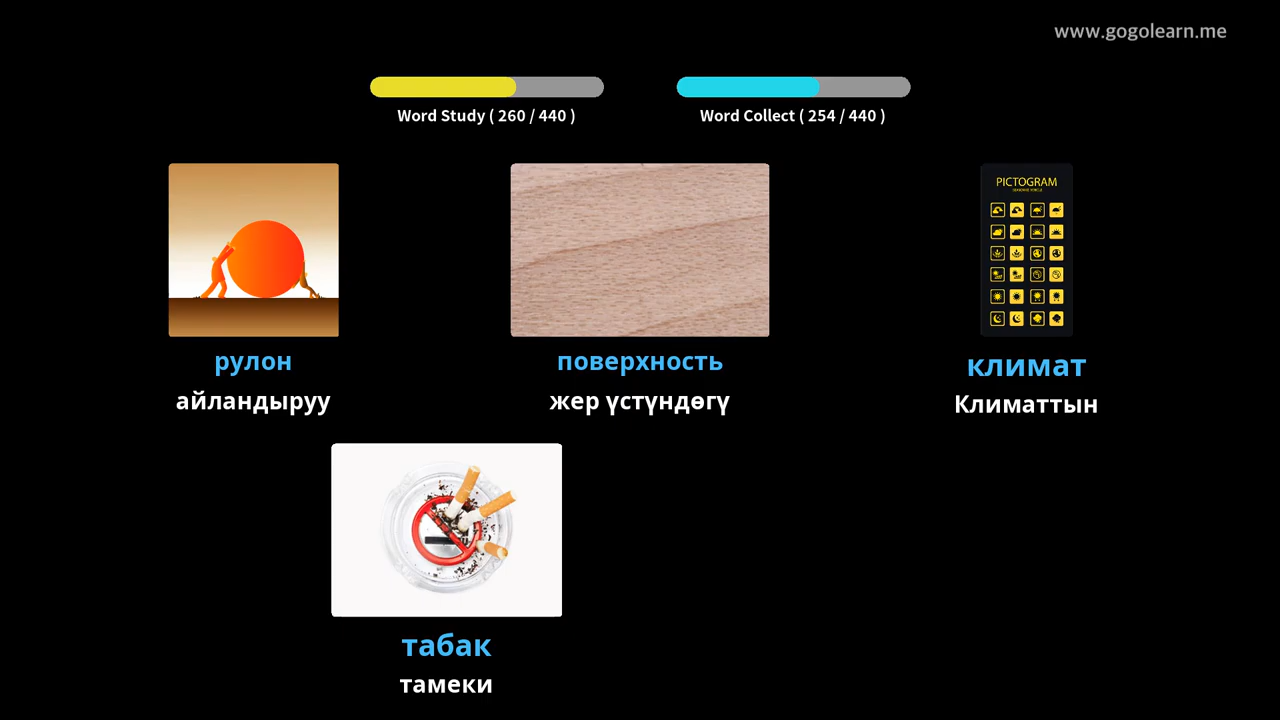 www.gogolearn.me
Word Study ( 260 / 440 )
Word Collect ( 254 / 440 )
PICTOGRAM
рулон
поверхность
климат
айландыруу
жер үстүндөгү
Климаттын
табак
тамеки